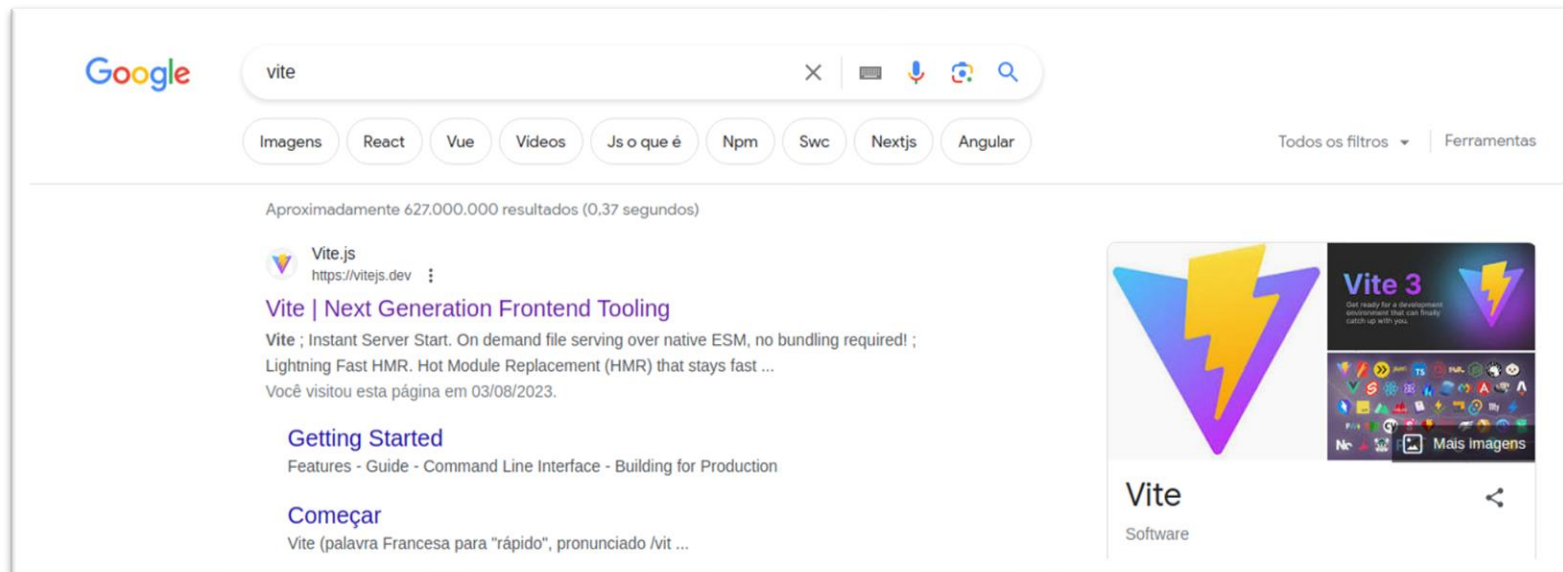 Google
vite
Imagens React Vue Vídeos Js o que é Npm Swc Nextjs Angular
Todos os filtros Ferramentas
Aproximadamente 627.000.000 resultados (0,37 segundos)
Vite.js
https://vitejs.dev
Vite | Next Generation Frontend Tooling
Vite ; Instant Server Start. On demand file serving over native ESM, no bundling required! ;
Lightning Fast HMR. Hot Module Replacement (HMR) that stays fast ...
Você visitou esta página em 03/08/2023.
Getting Started
Features - Guide - Command Line Interface - Building for Production
Começar
Vite (palavra Francesa para "rápido", pronunciado /vit ...
Vite 3
Get ready for a development
environment that can finally
catch up with you.
TS
Mais imagens
Vite
Software